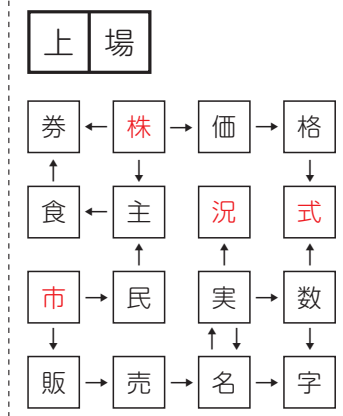 上場
券株価格
食主況式
市民実数
販売名字